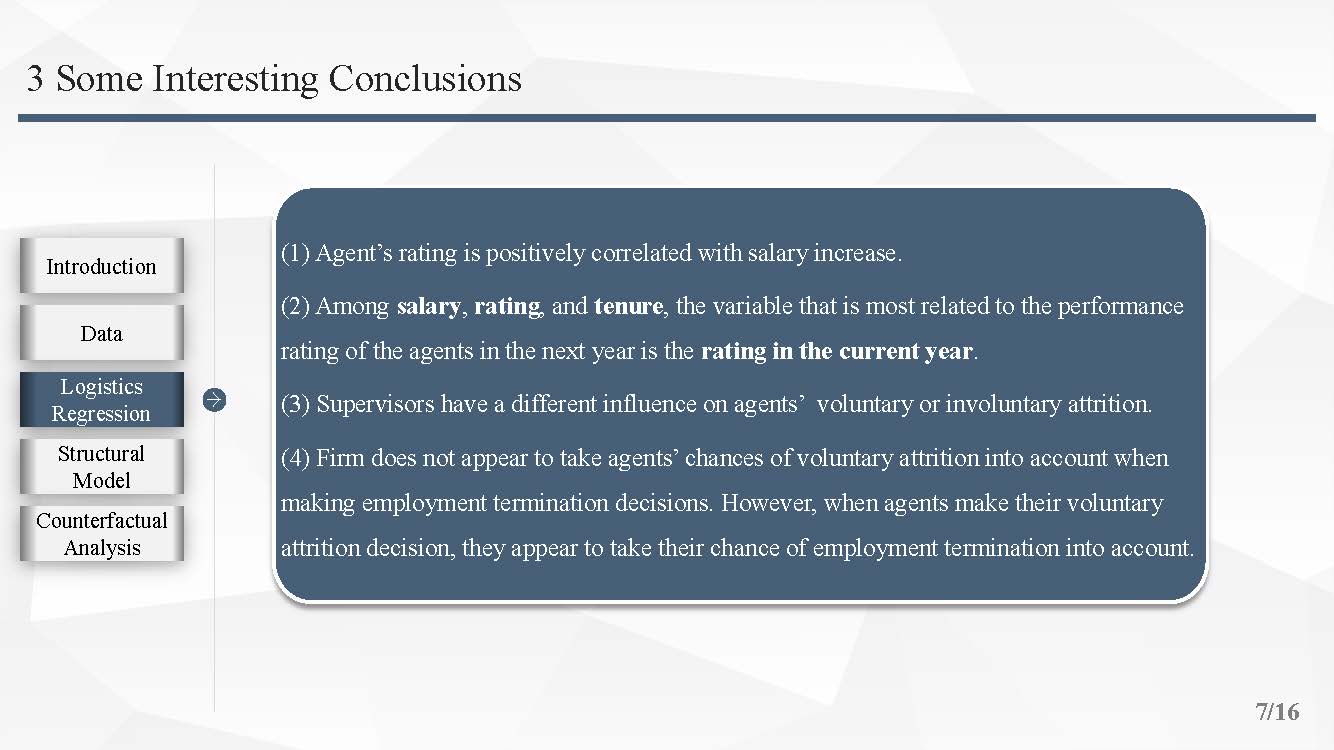 3 Some Interesting Conclusions
Introduction
Data
Logistics
Regression
Structural
Model
Counterfactual
Analysis
(1) Agent’s rating is positively correlated with salary increase.
(2) Among salary, rating, and tenure, the variable that is most related to the performance
rating of the agents in the next year is the rating in the current year.
(3) Supervisors have a different influence on agents’ voluntary or involuntary attrition.
(4) Firm does not appear to take agents’ chances of voluntary attrition into account when
making employment termination decisions. However, when agents make their voluntary
attrition decision, they appear to take their chance of employment termination into account.
7/16